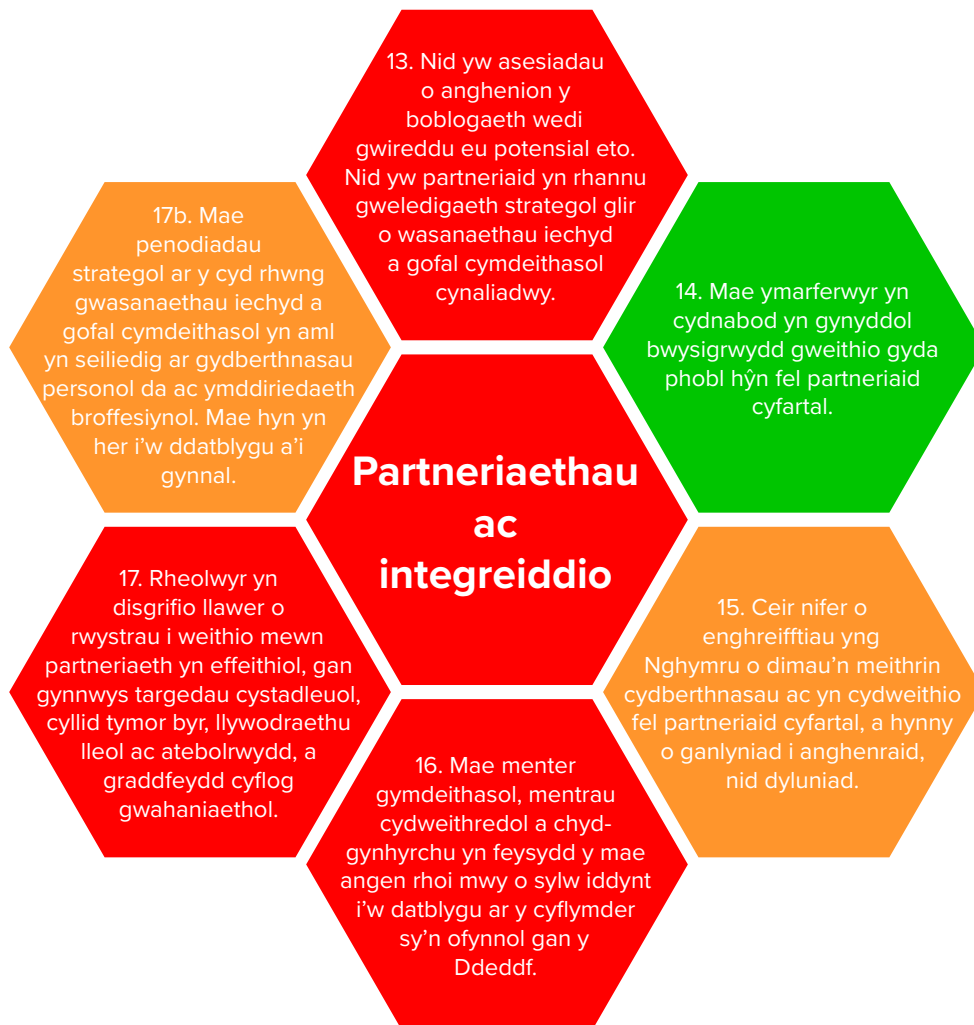 13. Nid yw asesiadau
o anghenion y
boblogaeth wedi
gwireddu eu potensial eto.
Nid yw partneriaid yn rhannu
gweledigaeth strategol glir
o wasanaethau iechyd
a gofal cymdeithasol
cynaliadwy.
14. Mae ymarferwyr yn
cydnabod yn gynyddol
bwysigrwydd gweithio gyda
phobl hŷn fel partneriaid
cyfartal.
15. Ceir nifer o
enghreifftiau yng
Nghymru o dimau’n meithrin
cydberthnasau ac yn cydweithio
fel partneriaid cyfartal, a hynny
o ganlyniad i anghenraid,
nid dyluniad.
16. Mae menter
gymdeithasol, mentrau
cydweithredol a chyd-
gynhyrchu yn feysydd y mae
angen rhoi mwy o sylw iddynt
i’w datblygu ar y cyflymder
sy’n ofynnol gan y
Ddeddf.
17. Rheolwyr yn
disgrifio llawer o
rwystrau i weithio mewn
partneriaeth yn effeithiol, gan
gynnwys targedau cystadleuol,
cyllid tymor byr, llywodraethu
lleol ac atebolrwydd, a
graddfeydd cyflog
gwahaniaethol.
17b. Mae
penodiadau
strategol ar y cyd rhwng
gwasanaethau iechyd a
gofal cymdeithasol yn aml
yn seiliedig ar gydberthnasau
personol da ac ymddiriedaeth
broffesiynol. Mae hyn yn
her i’w ddatblygu a’i
gynnal.
Partneriaethau
ac
integreiddio